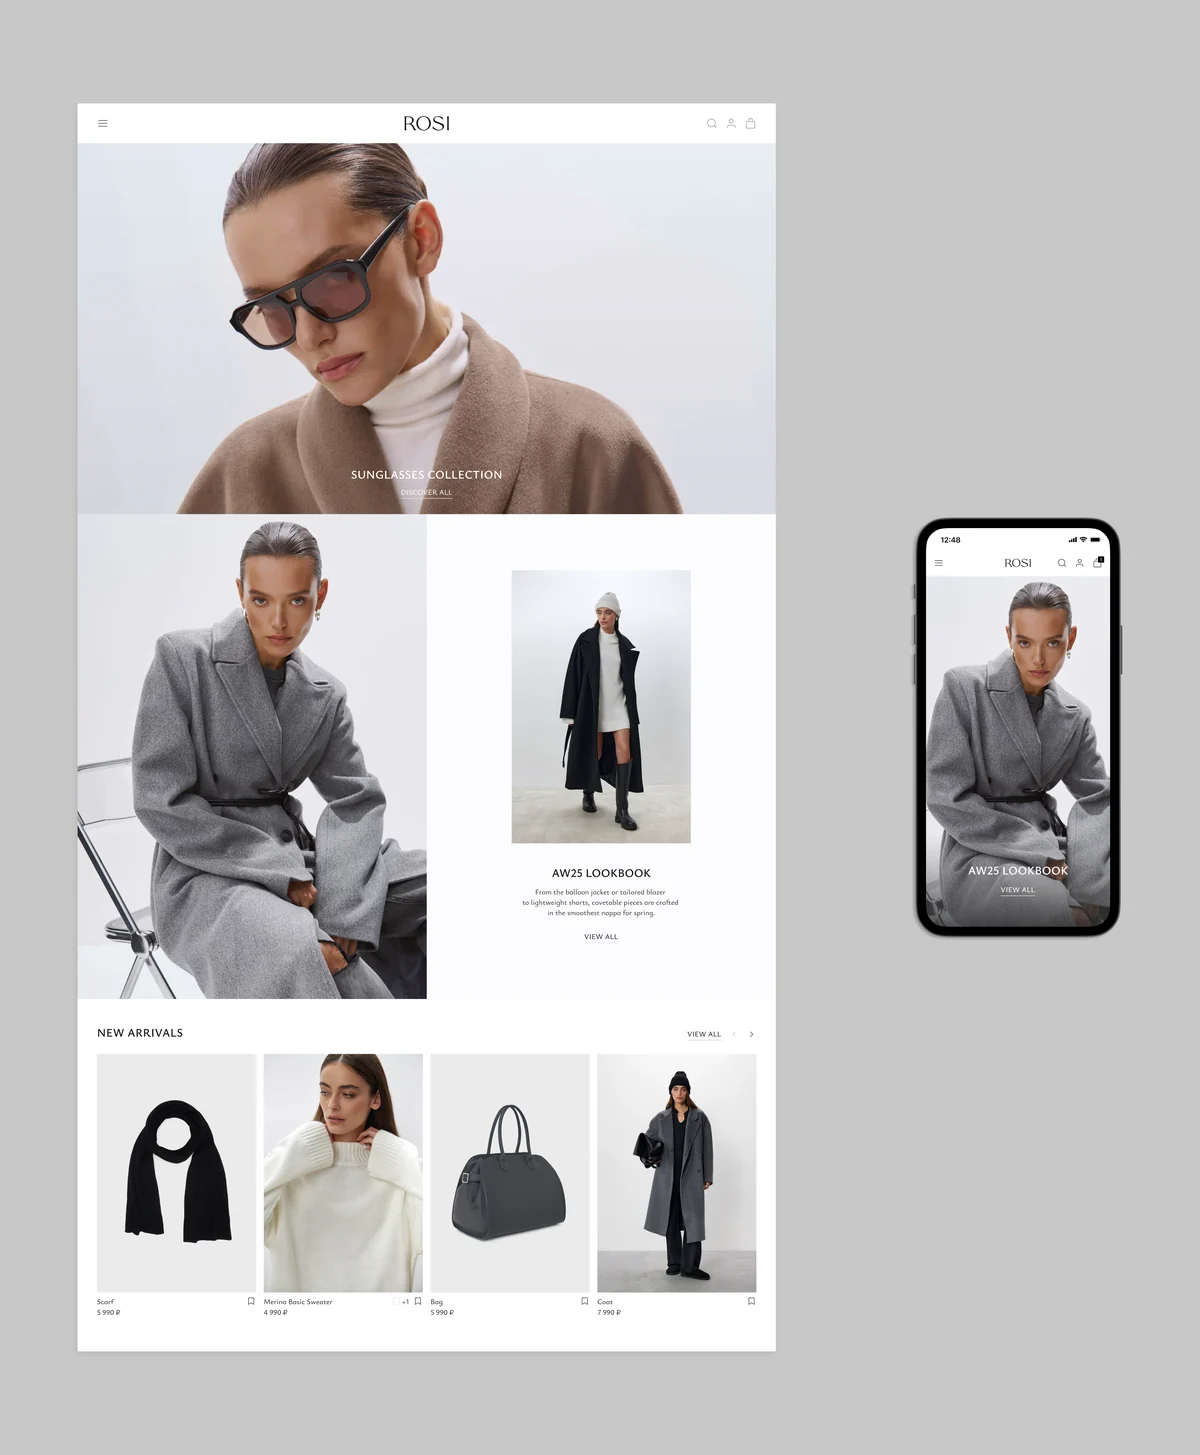 ROSI
SUNGLASSES COLLECTION
DISCOVER ALL
AW25 LOOKBOOK
From the balloon jacket or tailored blazer
to lightweight shorts, covetable pieces are crafted
in the smoothest nappa for spring.
VIEW ALL
NEW ARRIVALS
VIEW ALL
Scarf
5 990 ₽
Merino Basic Sweater
+1
4 990 ₽
Bag
5 990 ₽
Coat
7 990 ₽
12:48
ROSI
1
AW25 LOOKBOOK
VIEW ALL